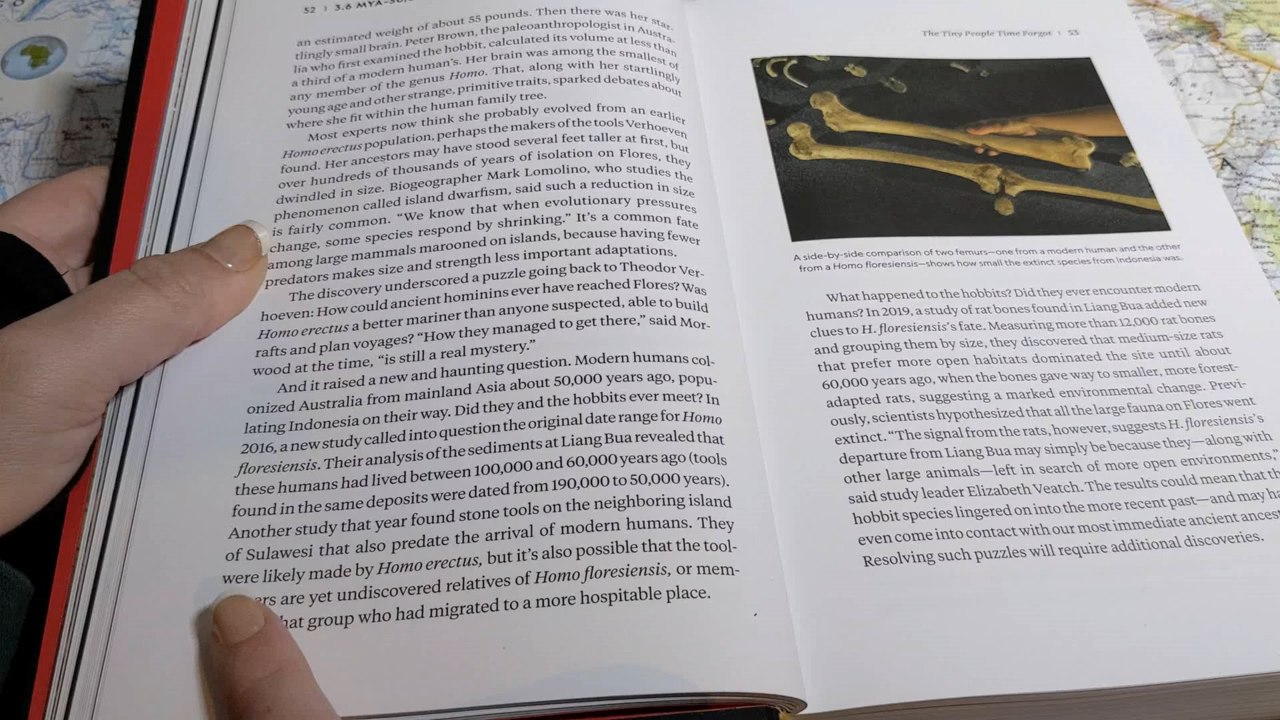 52 | 3.6 MYA–50,
an estimated weight of about 55 pounds. Then there was her star-
tlingly small brain. Peter Brown, the paleoanthropologist in Austra-
lia who first examined the hobbit, calculated its volume at less than
a third of a modern human's. Her brain was among the smallest of
any member of the genus Homo. That, along with her startlingly
young age and other strange, primitive traits, sparked debates about
where she fit within the human family tree.
Most experts now think she probably evolved from an earlier
Homo erectus population, perhaps the makers of the tools Verhoeven
found. Her ancestors may have stood several feet taller at first, but
over hundreds of thousands of years of isolation on Flores, they
dwindled in size. Biogeographer Mark Lomolino, who studies the
phenomenon called island dwarfism, said such a reduction in size
is fairly common. “We know that when evolutionary pressures
change, some species respond by shrinking.” It's a common fate
among large mammals marooned on islands, because having fewer
predators makes size and strength less important adaptations.
The discovery underscored a puzzle going back to Theodor Ver-
hoeven: How could ancient hominins ever have reached Flores? Was
Homo erectus a better mariner than anyone suspected, able to build
rafts and plan voyages? “How they managed to get there,” said Mor-
wood at the time, “is still a real mystery.”
And it raised a new and haunting question. Modern humans col-
onized Australia from mainland Asia about 50,000 years ago, popu-
lating Indonesia on their way. Did they and the hobbits ever meet? In
2016, a new study called into question the original date range for Homo
floresiensis. Their analysis of the sediments at Liang Bua revealed that
these humans had lived between 100,000 and 60,000 years ago (tools
found in the same deposits were dated from 190,000 to 50,000 years).
Another study that year found stone tools on the neighboring island
of Sulawesi that also predate the arrival of modern humans. They
were likely made by Homo erectus, but it's also possible that the tool-
ers are yet undiscovered relatives of Homo floresiensis, or mem-
hat group who had migrated to a more hospitable place.
The Tiny People Time Forgot | 53
A side-by-side comparison of two femurs—one from a modern human and the other
from a Homo floresiensis—shows how small the extinct species from Indonesia was.
What happened to the hobbits? Did they ever encounter modern
humans? In 2019, a study of rat bones found in Liang Bua added new
clues to H. floresiensis's fate. Measuring more than 12,000 rat bones
and grouping them by size, they discovered that medium-size rats
that prefer more open habitats dominated the site until about
60,000 years ago, when the bones gave way to smaller, more forest-
adapted rats, suggesting a marked environmental change. Previ-
ously, scientists hypothesized that all the large fauna on Flores went
extinct. “The signal from the rats, however, suggests H. floresiensis's
departure from Liang Bua may simply be because they—along with
other large animals—left in search of more open environments,”
said study leader Elizabeth Veatch. The results could mean that th
hobbit species lingered on into the more recent past—and may ha
even come into contact with our most immediate ancient ancest
Resolving such puzzles will require additional discoveries.